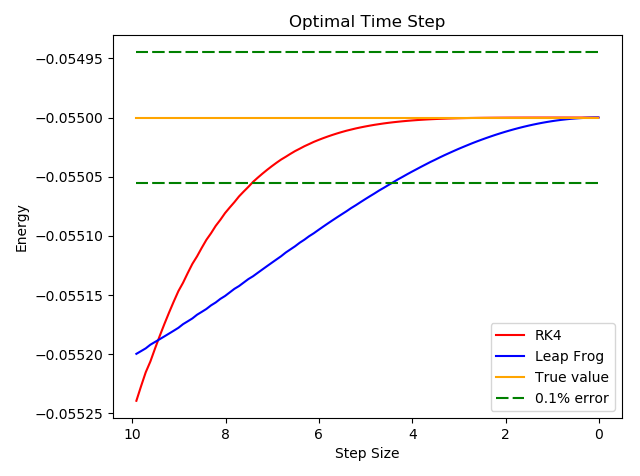 Optimal Time Step
Energy
−0.05495
−0.05500
−0.05505
−0.05510
−0.05515
−0.05520
−0.05525
10 8 6 4 2 0
Step Size
RK4
Leap Frog
True value
0.1% error